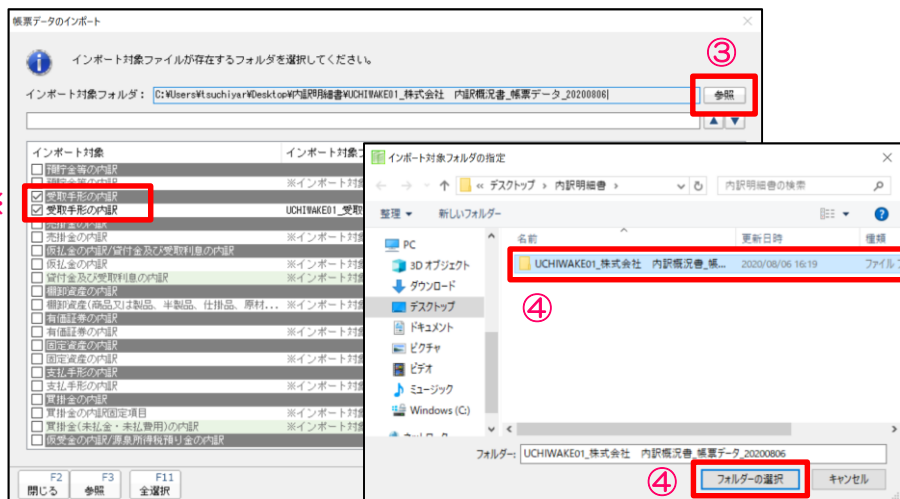 帳票データのインポート
③
インポート対象ファイルが存在するフォルダを選択してください。
インポート対象フォルダ： C:¥Users¥tsuchiyar¥Desktop¥内訳明細書¥UCHIWAKE01_株式会社　内訳概況書_帳票データ_20200806 参照
インポート対象 インポート対象フ
預貯金等の内訳
預貯金等の内訳 ※インポート対象
受取手形の内訳
受取手形の内訳 UCHIWAKE01_受取
売掛金の内訳
売掛金の内訳 ※インポート対象
仮払金の内訳/貸付金及び受取利息の内訳
仮払金の内訳 ※インポート対象
貸付金及び受取利息の内訳 ※インポート対象
棚卸資産の内訳
棚卸資産(商品又は製品、半製品、仕掛品、原材... ※インポート対象
有価証券の内訳
有価証券の内訳 ※インポート対象
固定資産の内訳
固定資産の内訳 ※インポート対象
支払手形の内訳
支払手形の内訳 ※インポート対象
買掛金の内訳
買掛金の内訳固定項目 ※インポート対象
買掛金(未払金・未払費用)の内訳 ※インポート対象
仮受金の内訳/源泉所得税預り金の内訳
F2 F3 F11
閉じる 参照 全選択
インポート対象フォルダの指定
« デスクトップ › 内訳明細書 › 内訳明細書の検索
整理 新しいフォルダー
名前 更新日時 種類
PC
3D オブジェクト
ダウンロード
デスクトップ
ドキュメント
ピクチャ
ビデオ
ミュージック
Windows (C:)
UCHIWAKE01_株式会社　内訳概況書_帳... 2020/08/06 16:19 ファイル フ
④
フォルダー: UCHIWAKE01_株式会社　内訳概況書_帳票データ_20200806
④
フォルダーの選択 キャンセル